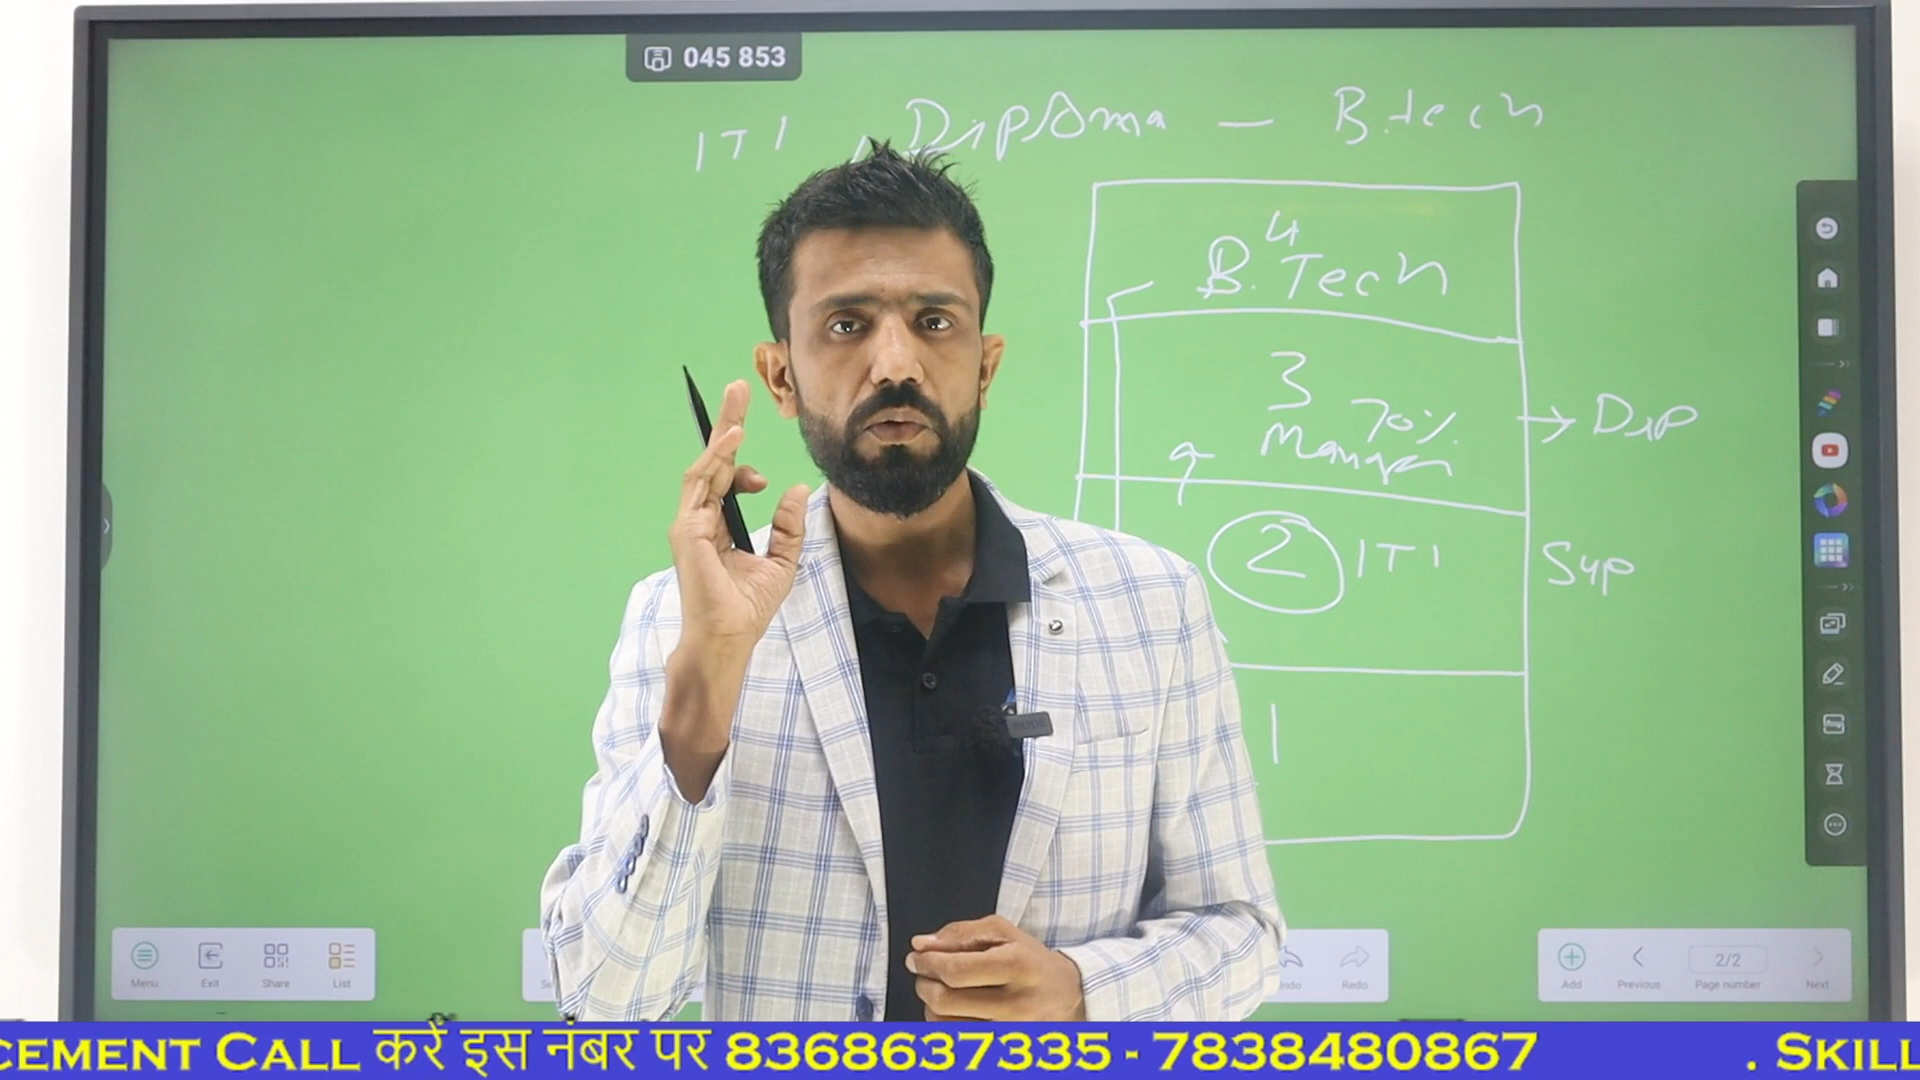 045 853
ITI , Diploma — B.tech
4
B.Tech
3
70%
Manager
→ Dip
2 ITI
Sup
1
Menu Exit Share List
Redo
Add Previous 2/2 Page number Next
CEMENT CALL करें इस नंबर पर 8368637335 - 7838480867 . SKILL